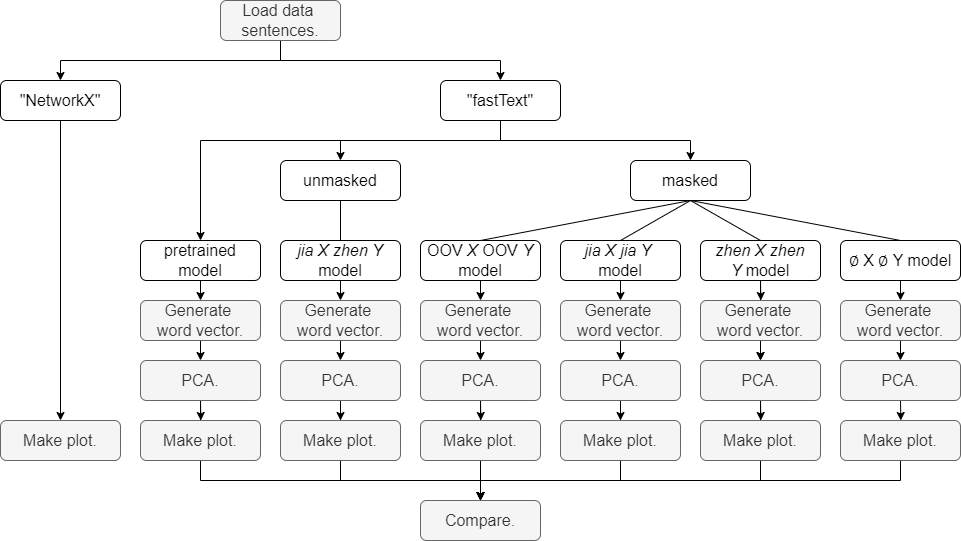 Load data
sentences.
"NetworkX"
"fastText"
unmasked
masked
pretrained
model
jia X zhen Y
model
OOV X OOV Y
model
jia X jia Y
model
zhen X zhen
Y model
∅ X ∅ Y model
Generate
word vector.
Generate
word vector.
Generate
word vector.
Generate
word vector.
Generate
word vector.
Generate
word vector.
PCA.
PCA.
PCA.
PCA.
PCA.
PCA.
Make plot.
Make plot.
Make plot.
Make plot.
Make plot.
Make plot.
Make plot.
Compare.